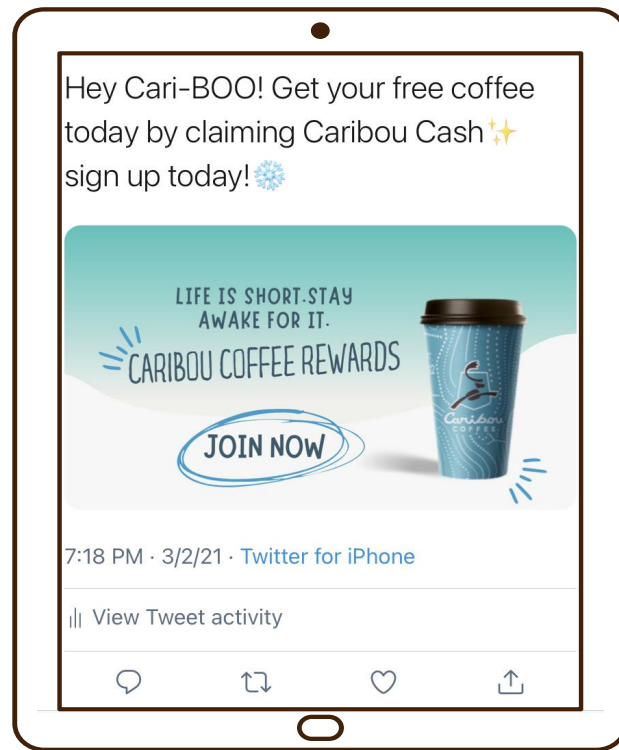 Hey Cari-BOO! Get your free coffee
today by claiming Caribou Cash✨
sign up today!❄️
LIFE IS SHORT.STAY
AWAKE FOR IT.
CARIBOU COFFEE REWARDS
JOIN NOW
Caribou
COFFEE
7:18 PM · 3/2/21 · Twitter for iPhone
View Tweet activity